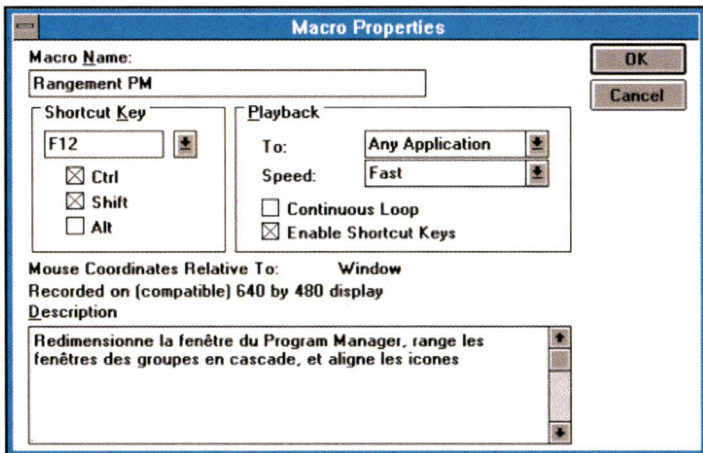 Macro Properties
Macro Name:
Rangement PM
OK
Cancel
Shortcut Key
F12
Ctrl
Shift
Alt
Playback
To: Any Application
Speed: Fast
Continuous Loop
Enable Shortcut Keys
Mouse Coordinates Relative To: Window
Recorded on (compatible) 640 by 480 display
Description
Redimensionne la fenêtre du Program Manager, range les
fenêtres des groupes en cascade, et aligne les icones